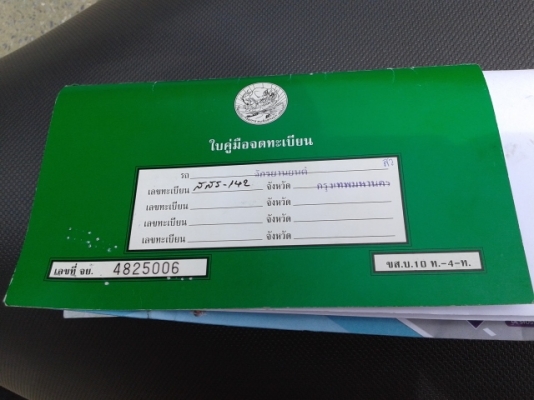 ใบคู่มือจดทะเบียน
รถ จักรยานยนต์
เลขทะเบียน จังหวัด กรุงเทพมหานคร
เลขทะเบียน จังหวัด
เลขทะเบียน จังหวัด
เลขทะเบียน จังหวัด
เลขที่ จย. 4825006
ขส.บ.10 ท.-4-ท.